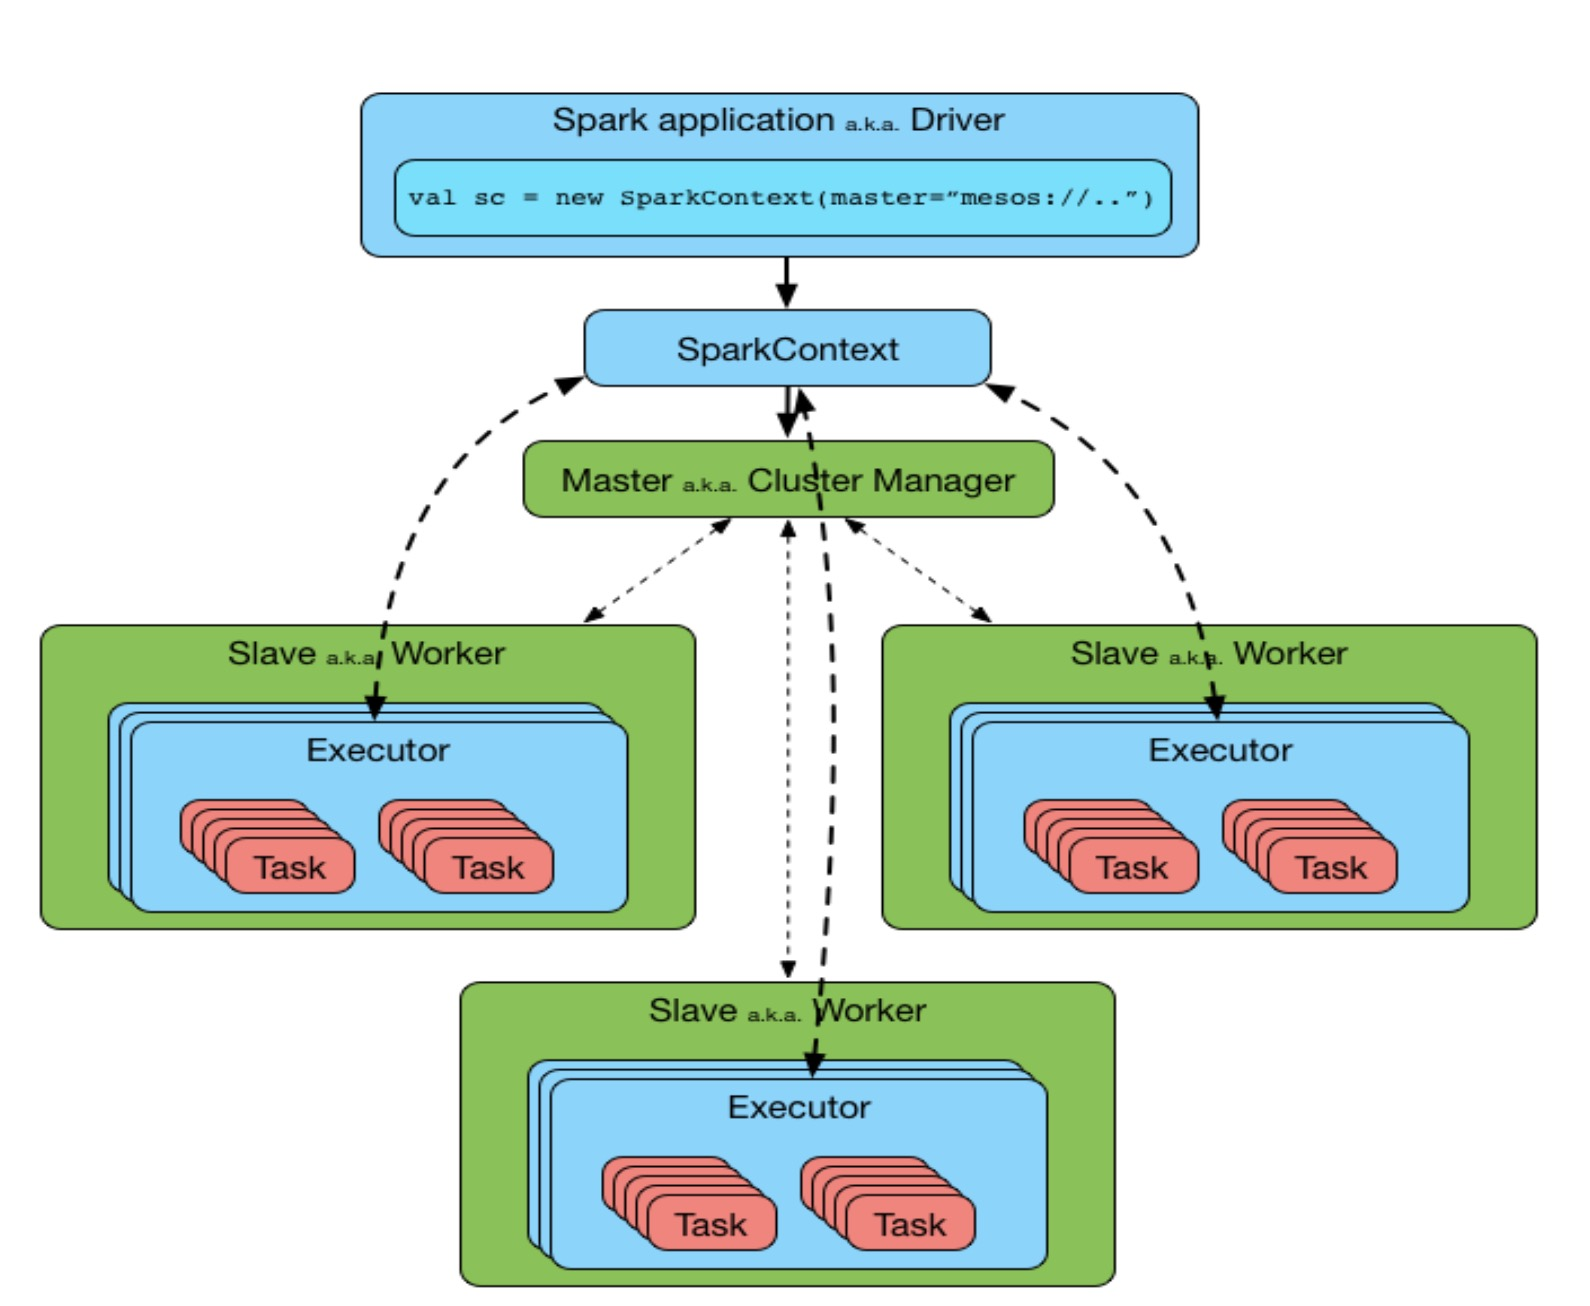 Spark application a.k.a. Driver
val sc = new SparkContext(master=”mesos://..”)
SparkContext
Master a.k.a. Cluster Manager
Slave a.k.a. Worker
Executor
Task
Task
Slave a.k.a. Worker
Executor
Task
Task
Slave a.k.a. Worker
Executor
Task
Task